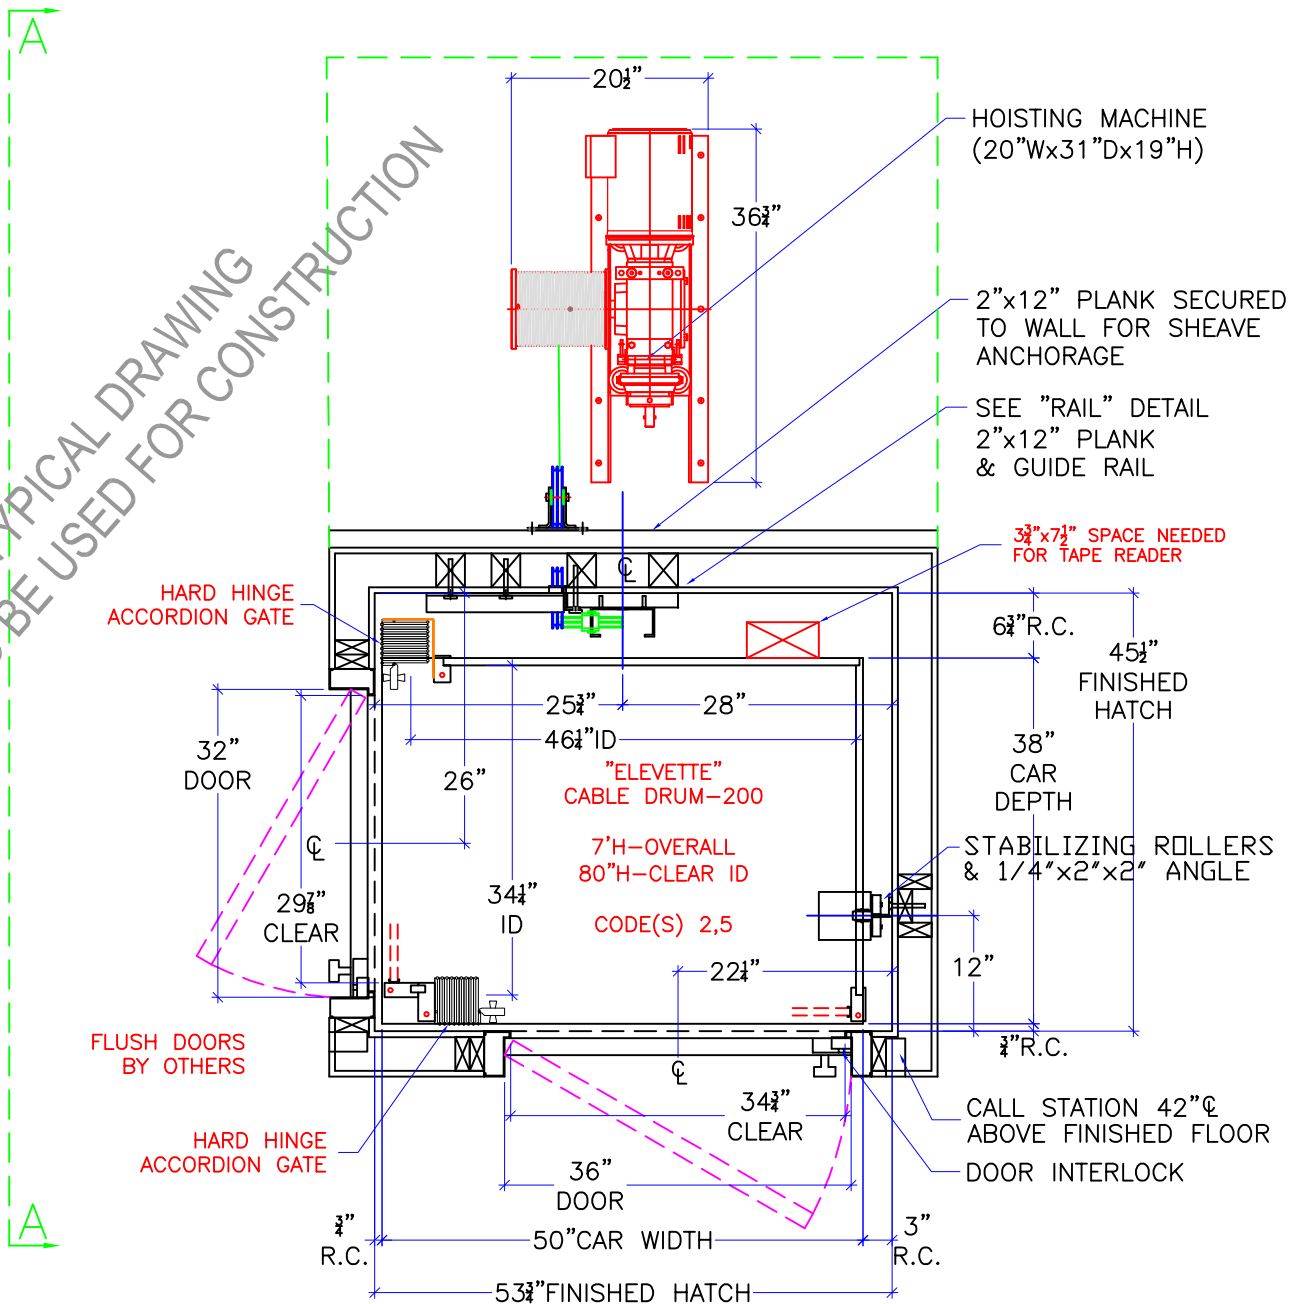 A
20½"
HOISTING MACHINE
(20"Wx31"Dx19"H)
36¾"
TYPICAL DRAWING
BE USED FOR CONSTRUCTION
2"x12" PLANK SECURED
TO WALL FOR SHEAVE
ANCHORAGE
SEE "RAIL" DETAIL
2"x12" PLANK
& GUIDE RAIL
3¾"x7½" SPACE NEEDED
FOR TAPE READER
HARD HINGE
ACCORDION GATE
℄
6¾"R.C.
45½"
FINISHED
HATCH
25¾"
28"
46¼"ID
32"
DOOR
26"
"ELEVETTE"
CABLE DRUM-200
7'H-OVERALL
80"H-CLEAR ID
CODE(S) 2,5
38"
CAR
DEPTH
℄
STABILIZING ROLLERS
& 1/4"x2"x2" ANGLE
29⅞"
CLEAR
34¼"
ID
22¼"
12"
FLUSH DOORS
BY OTHERS
¾"R.C.
℄
34¾"
CLEAR
CALL STATION 42"℄
ABOVE FINISHED FLOOR
HARD HINGE
ACCORDION GATE
DOOR INTERLOCK
36"
DOOR
A
¾"
R.C.
50"CAR WIDTH
3"
R.C.
53¾"FINISHED HATCH